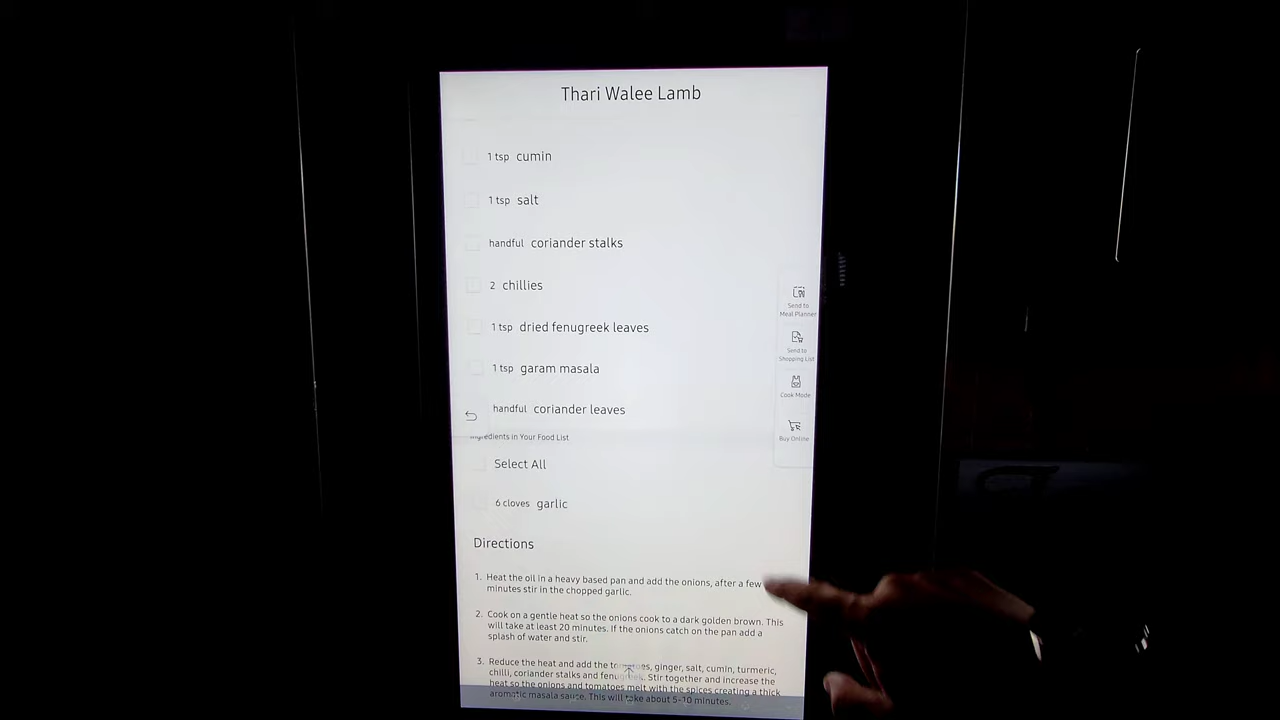 Thari Walee Lamb
1 tsp cumin
1 tsp salt
handful coriander stalks
2 chillies
1 tsp dried fenugreek leaves
1 tsp garam masala
handful coriander leaves
Ingredients in Your Food List
Select All
6 cloves garlic
Directions
1. Heat the oil in a heavy based pan and add the onions, after a few
minutes stir in the chopped garlic.
2. Cook on a gentle heat so the onions cook to a dark golden brown. This
will take at least 20 minutes. If the onions catch on the pan add a
splash of water and stir.
3. Reduce the heat and add the tomatoes, ginger, salt, cumin, turmeric,
chilli, coriander stalks and fenugreek. Stir together and increase the
heat so the onions and tomatoes melt with the spices creating a thick
aromatic masala sauce. This will take about 5-10 minutes.
Send to
Meal Planner
Send to
Shopping List
Cook Mode
Buy Online